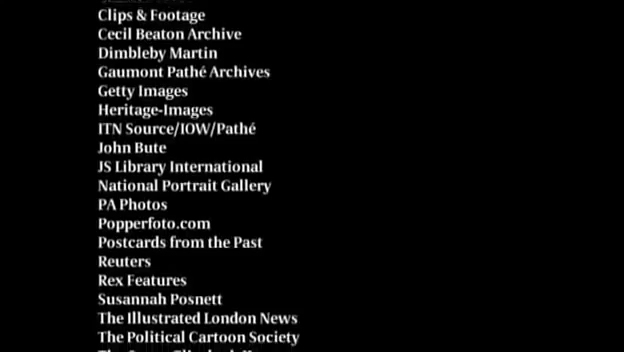 Clips & Footage
Cecil Beaton Archive
Dimbleby Martin
Gaumont Pathé Archives
Getty Images
Heritage-Images
ITN Source/IOW/Pathé
John Bute
JS Library International
National Portrait Gallery
PA Photos
Popperfoto.com
Postcards from the Past
Reuters
Rex Features
Susannah Posnett
The Illustrated London News
The Political Cartoon Society